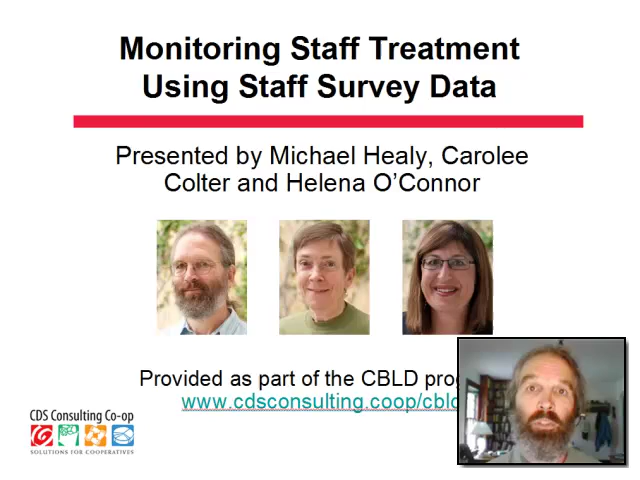 Monitoring Staff Treatment
Using Staff Survey Data
Presented by Michael Healy, Carolee
Colter and Helena O'Connor
Provided as part of the CBLD prog
www.cdsconsulting.coop/cbld
CDS Consulting Co-op
SOLUTIONS FOR COOPERATIVES